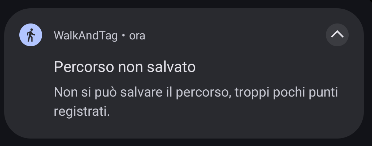 WalkAndTag • ora
Percorso non salvato
Non si può salvare il percorso, troppi pochi punti
registrati.